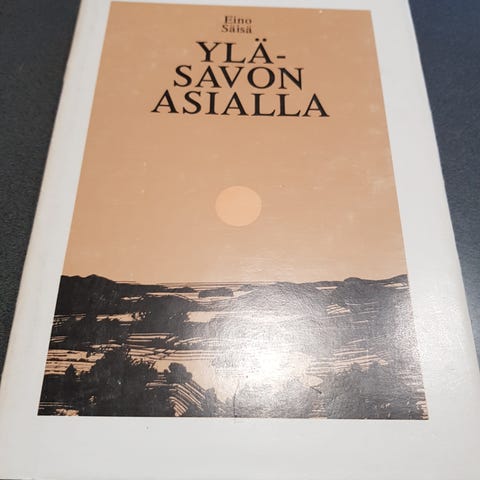 Eino
Säisä
YLÄ-
SAVON
ASIALLA